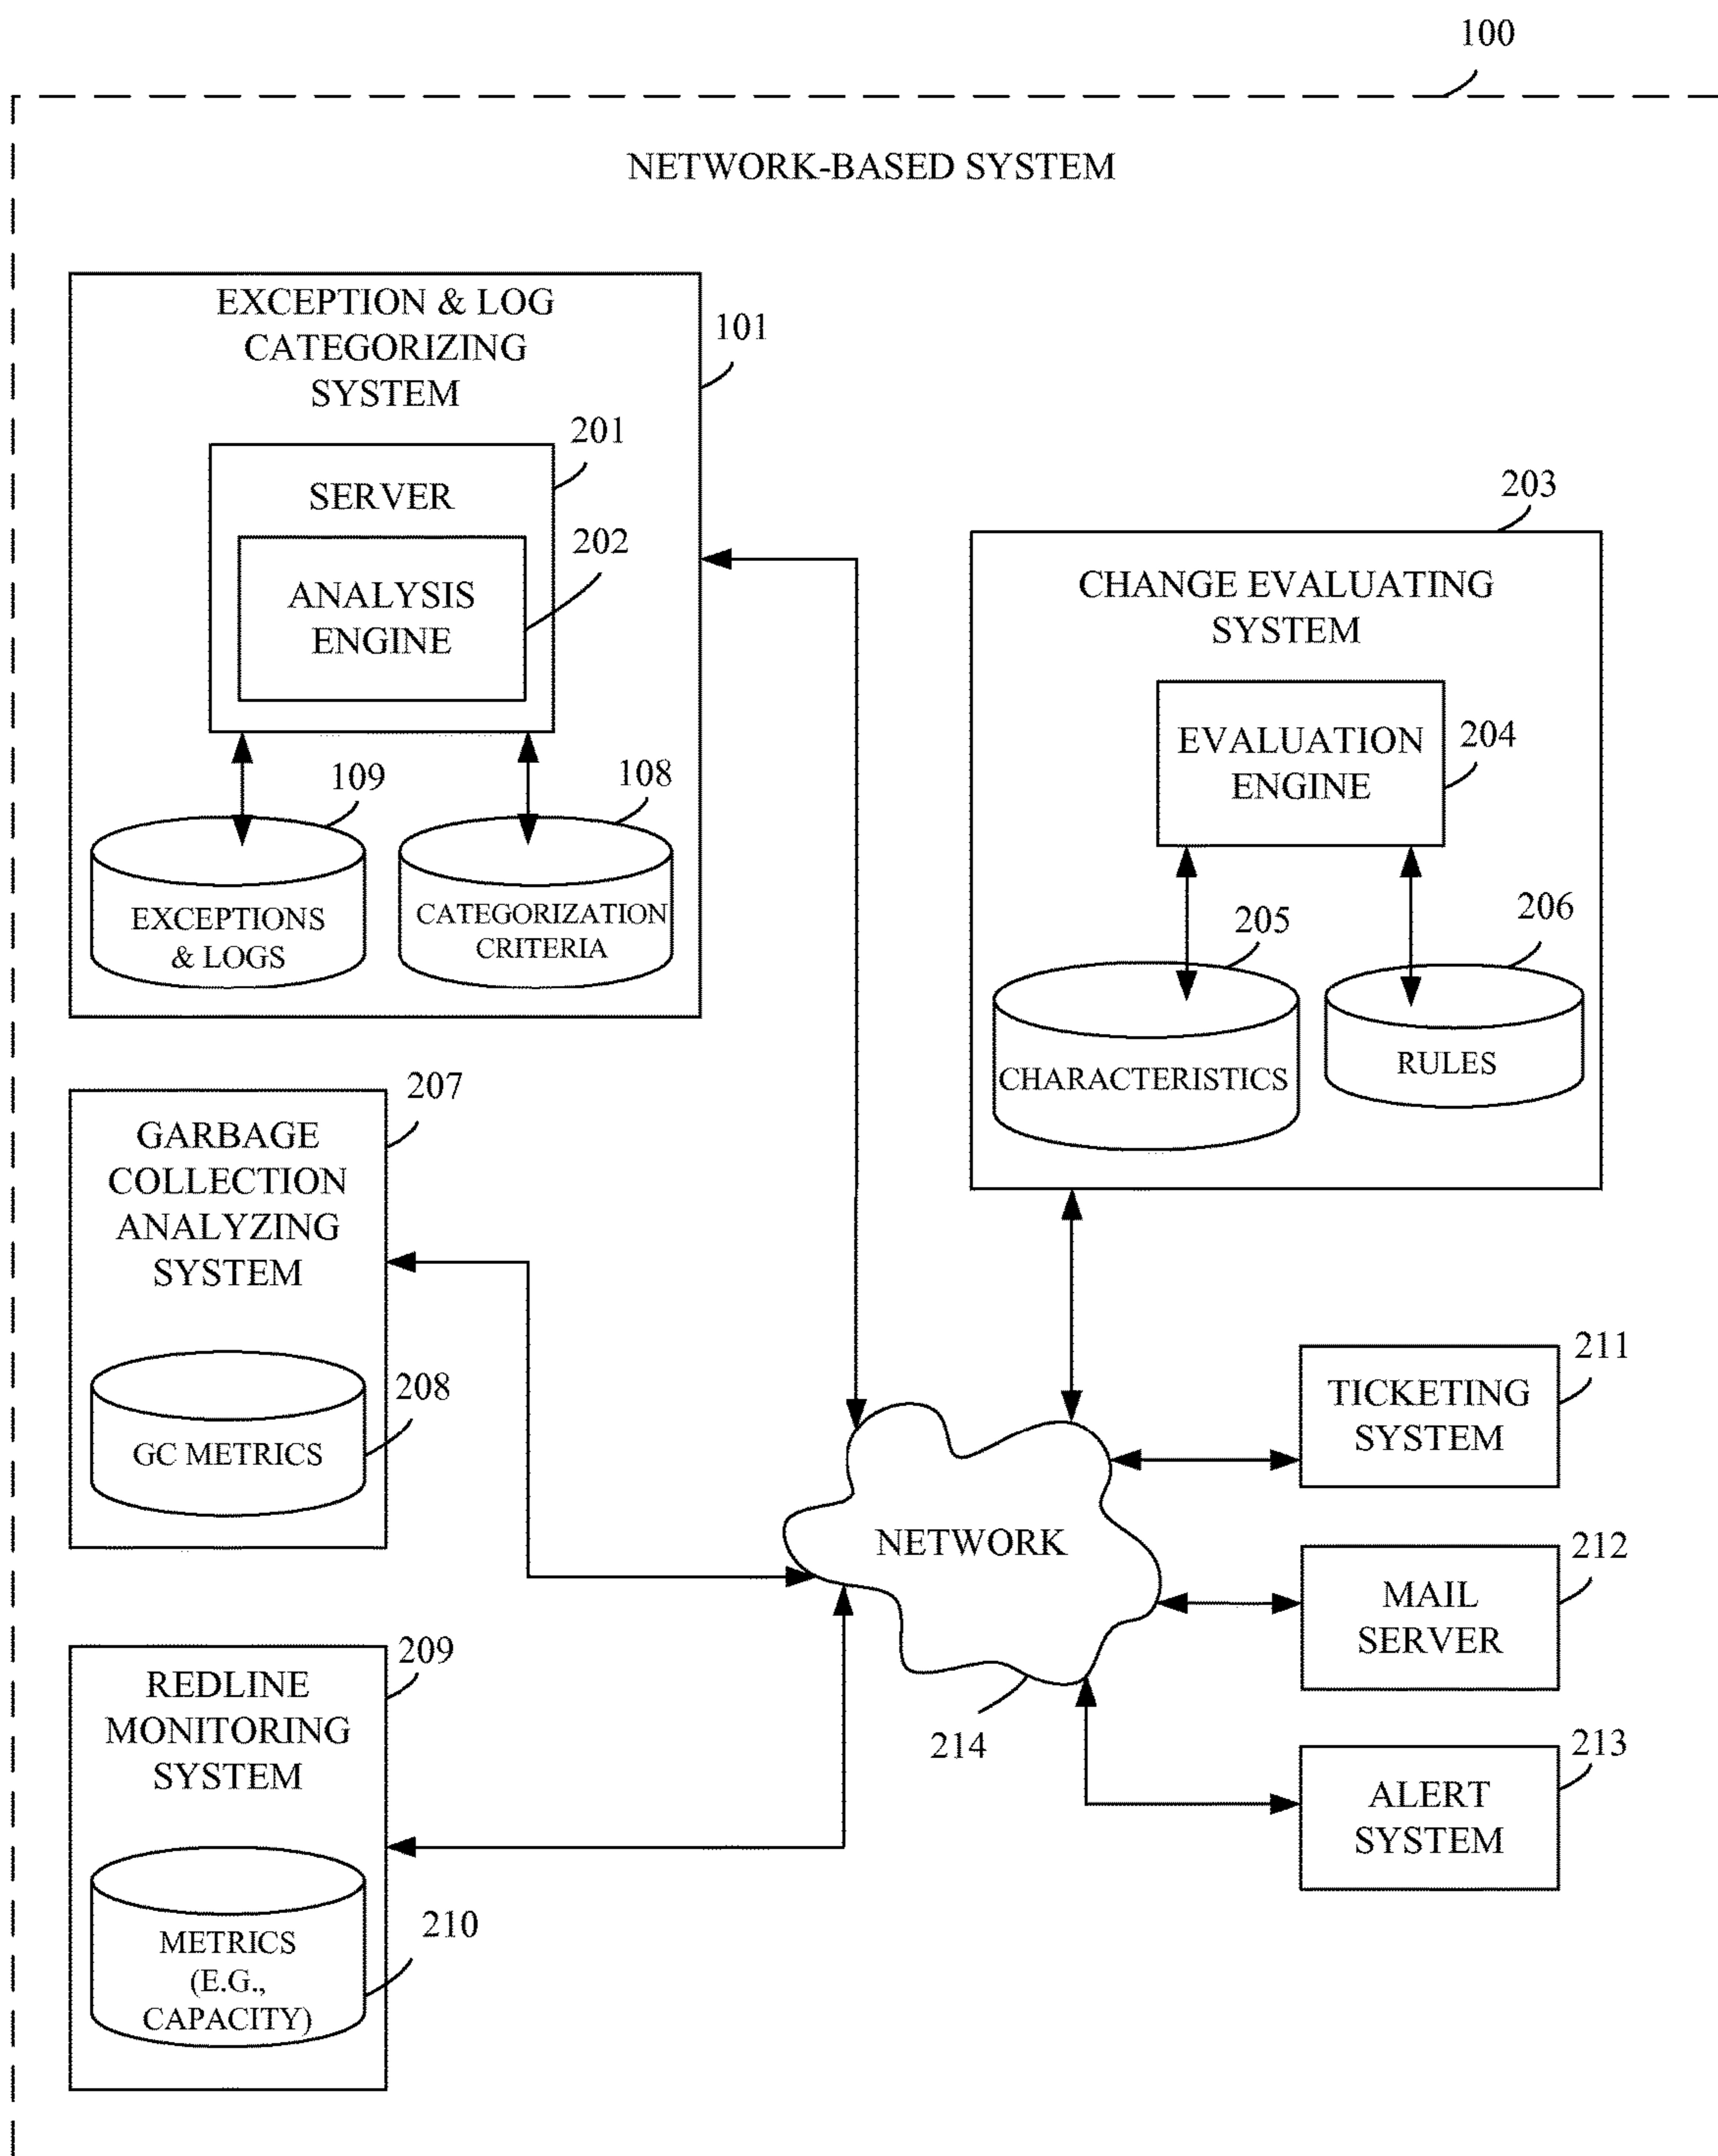 100
NETWORK-BASED SYSTEM
EXCEPTION & LOG
CATEGORIZING
SYSTEM
101
201
SERVER
202
ANALYSIS
ENGINE
109
108
EXCEPTIONS
& LOGS
CATEGORIZATION
CRITERIA
203
CHANGE EVALUATING
SYSTEM
EVALUATION
ENGINE
204
205
206
CHARACTERISTICS
RULES
207
GARBAGE
COLLECTION
ANALYZING
SYSTEM
208
GC METRICS
209
REDLINE
MONITORING
SYSTEM
210
METRICS
(E.G.,
CAPACITY)
NETWORK
214
211
TICKETING
SYSTEM
212
MAIL
SERVER
213
ALERT
SYSTEM